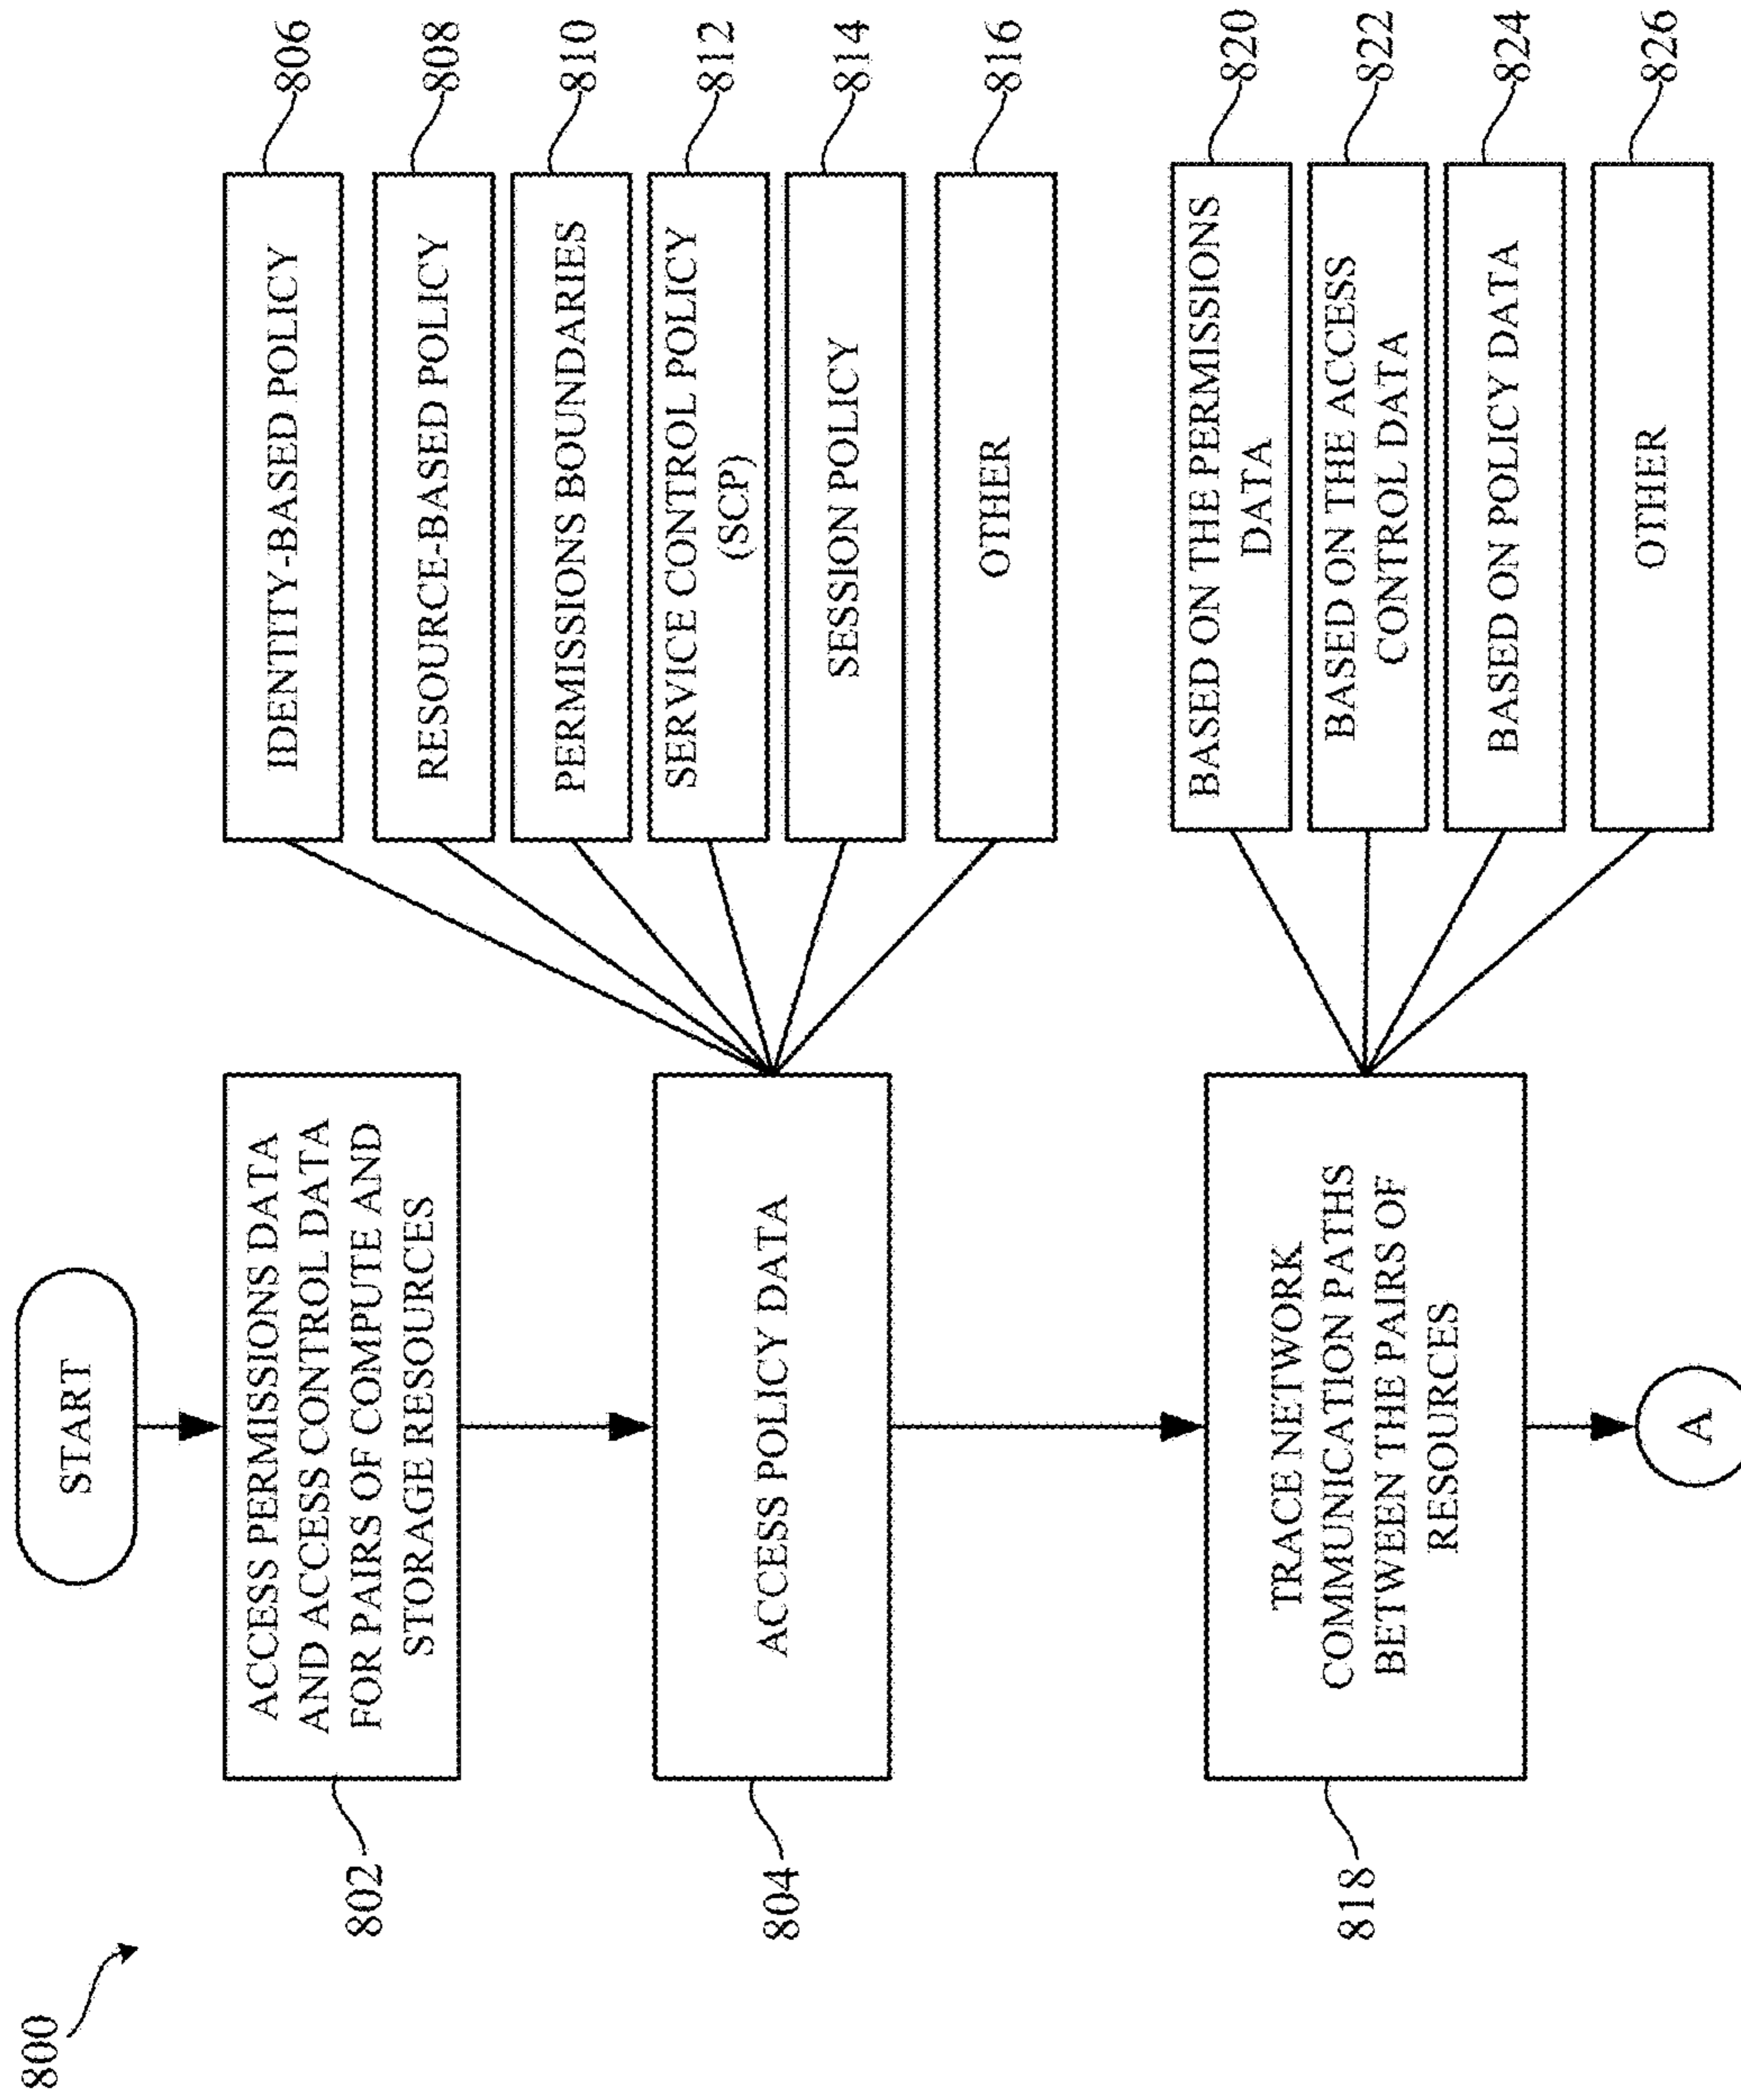 800
START
802
ACCESS PERMISSIONS DATA
AND ACCESS CONTROL DATA
FOR PAIRS OF COMPUTE AND
STORAGE RESOURCES
804
ACCESS POLICY DATA
IDENTITY-BASED POLICY
806
RESOURCE-BASED POLICY
808
PERMISSIONS BOUNDARIES
810
SERVICE CONTROL POLICY
(SCP)
812
SESSION POLICY
814
OTHER
816
818
TRACE NETWORK
COMMUNICATION PATHS
BETWEEN THE PAIRS OF
RESOURCES
BASED ON THE PERMISSIONS
DATA
820
BASED ON THE ACCESS
CONTROL DATA
822
BASED ON POLICY DATA
824
OTHER
826
A